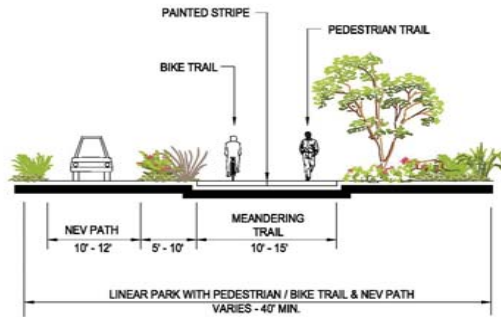 PAINTED STRIPE
PEDESTRIAN TRAIL
BIKE TRAIL
NEV PATH
10' - 12'
5' - 10'
MEANDERING
TRAIL
10' - 15'
LINEAR PARK WITH PEDESTRIAN / BIKE TRAIL & NEV PATH
VARIES - 40' MIN.